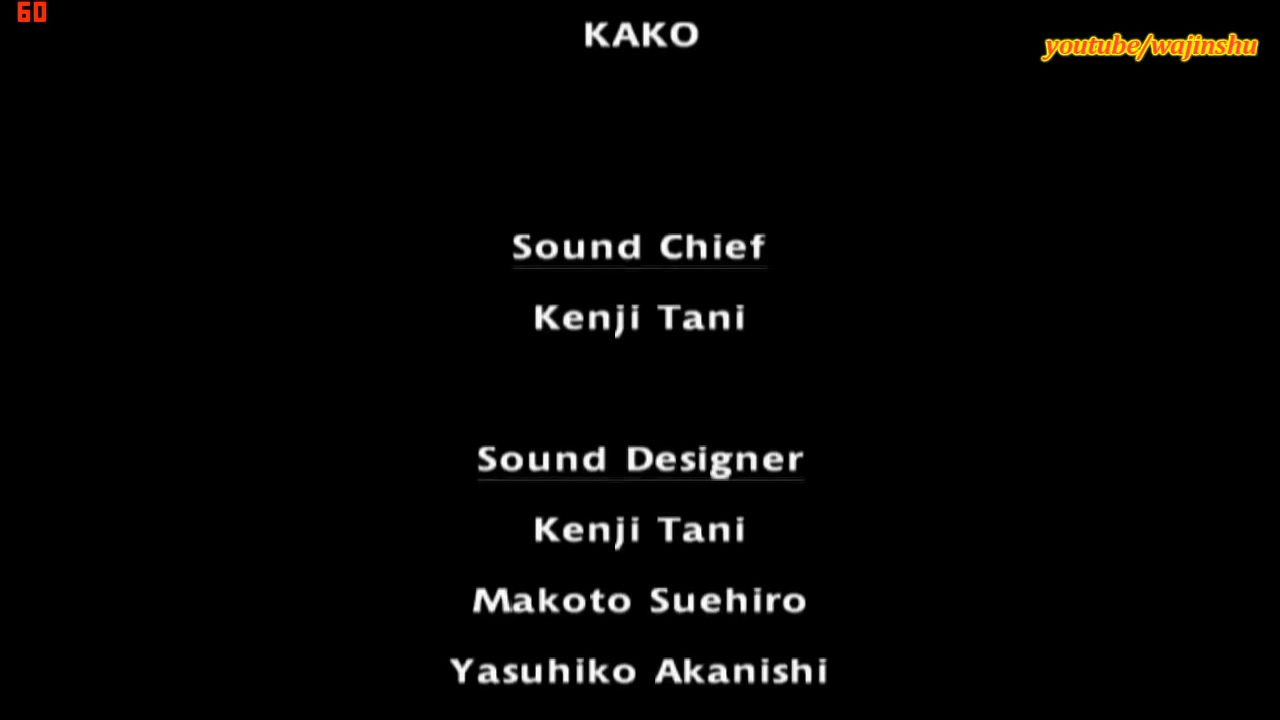 60
KAKO
youtube/wajinshu
Sound Chief
Kenji Tani
Sound Designer
Kenji Tani
Makoto Suehiro
Yasuhiko Akanishi